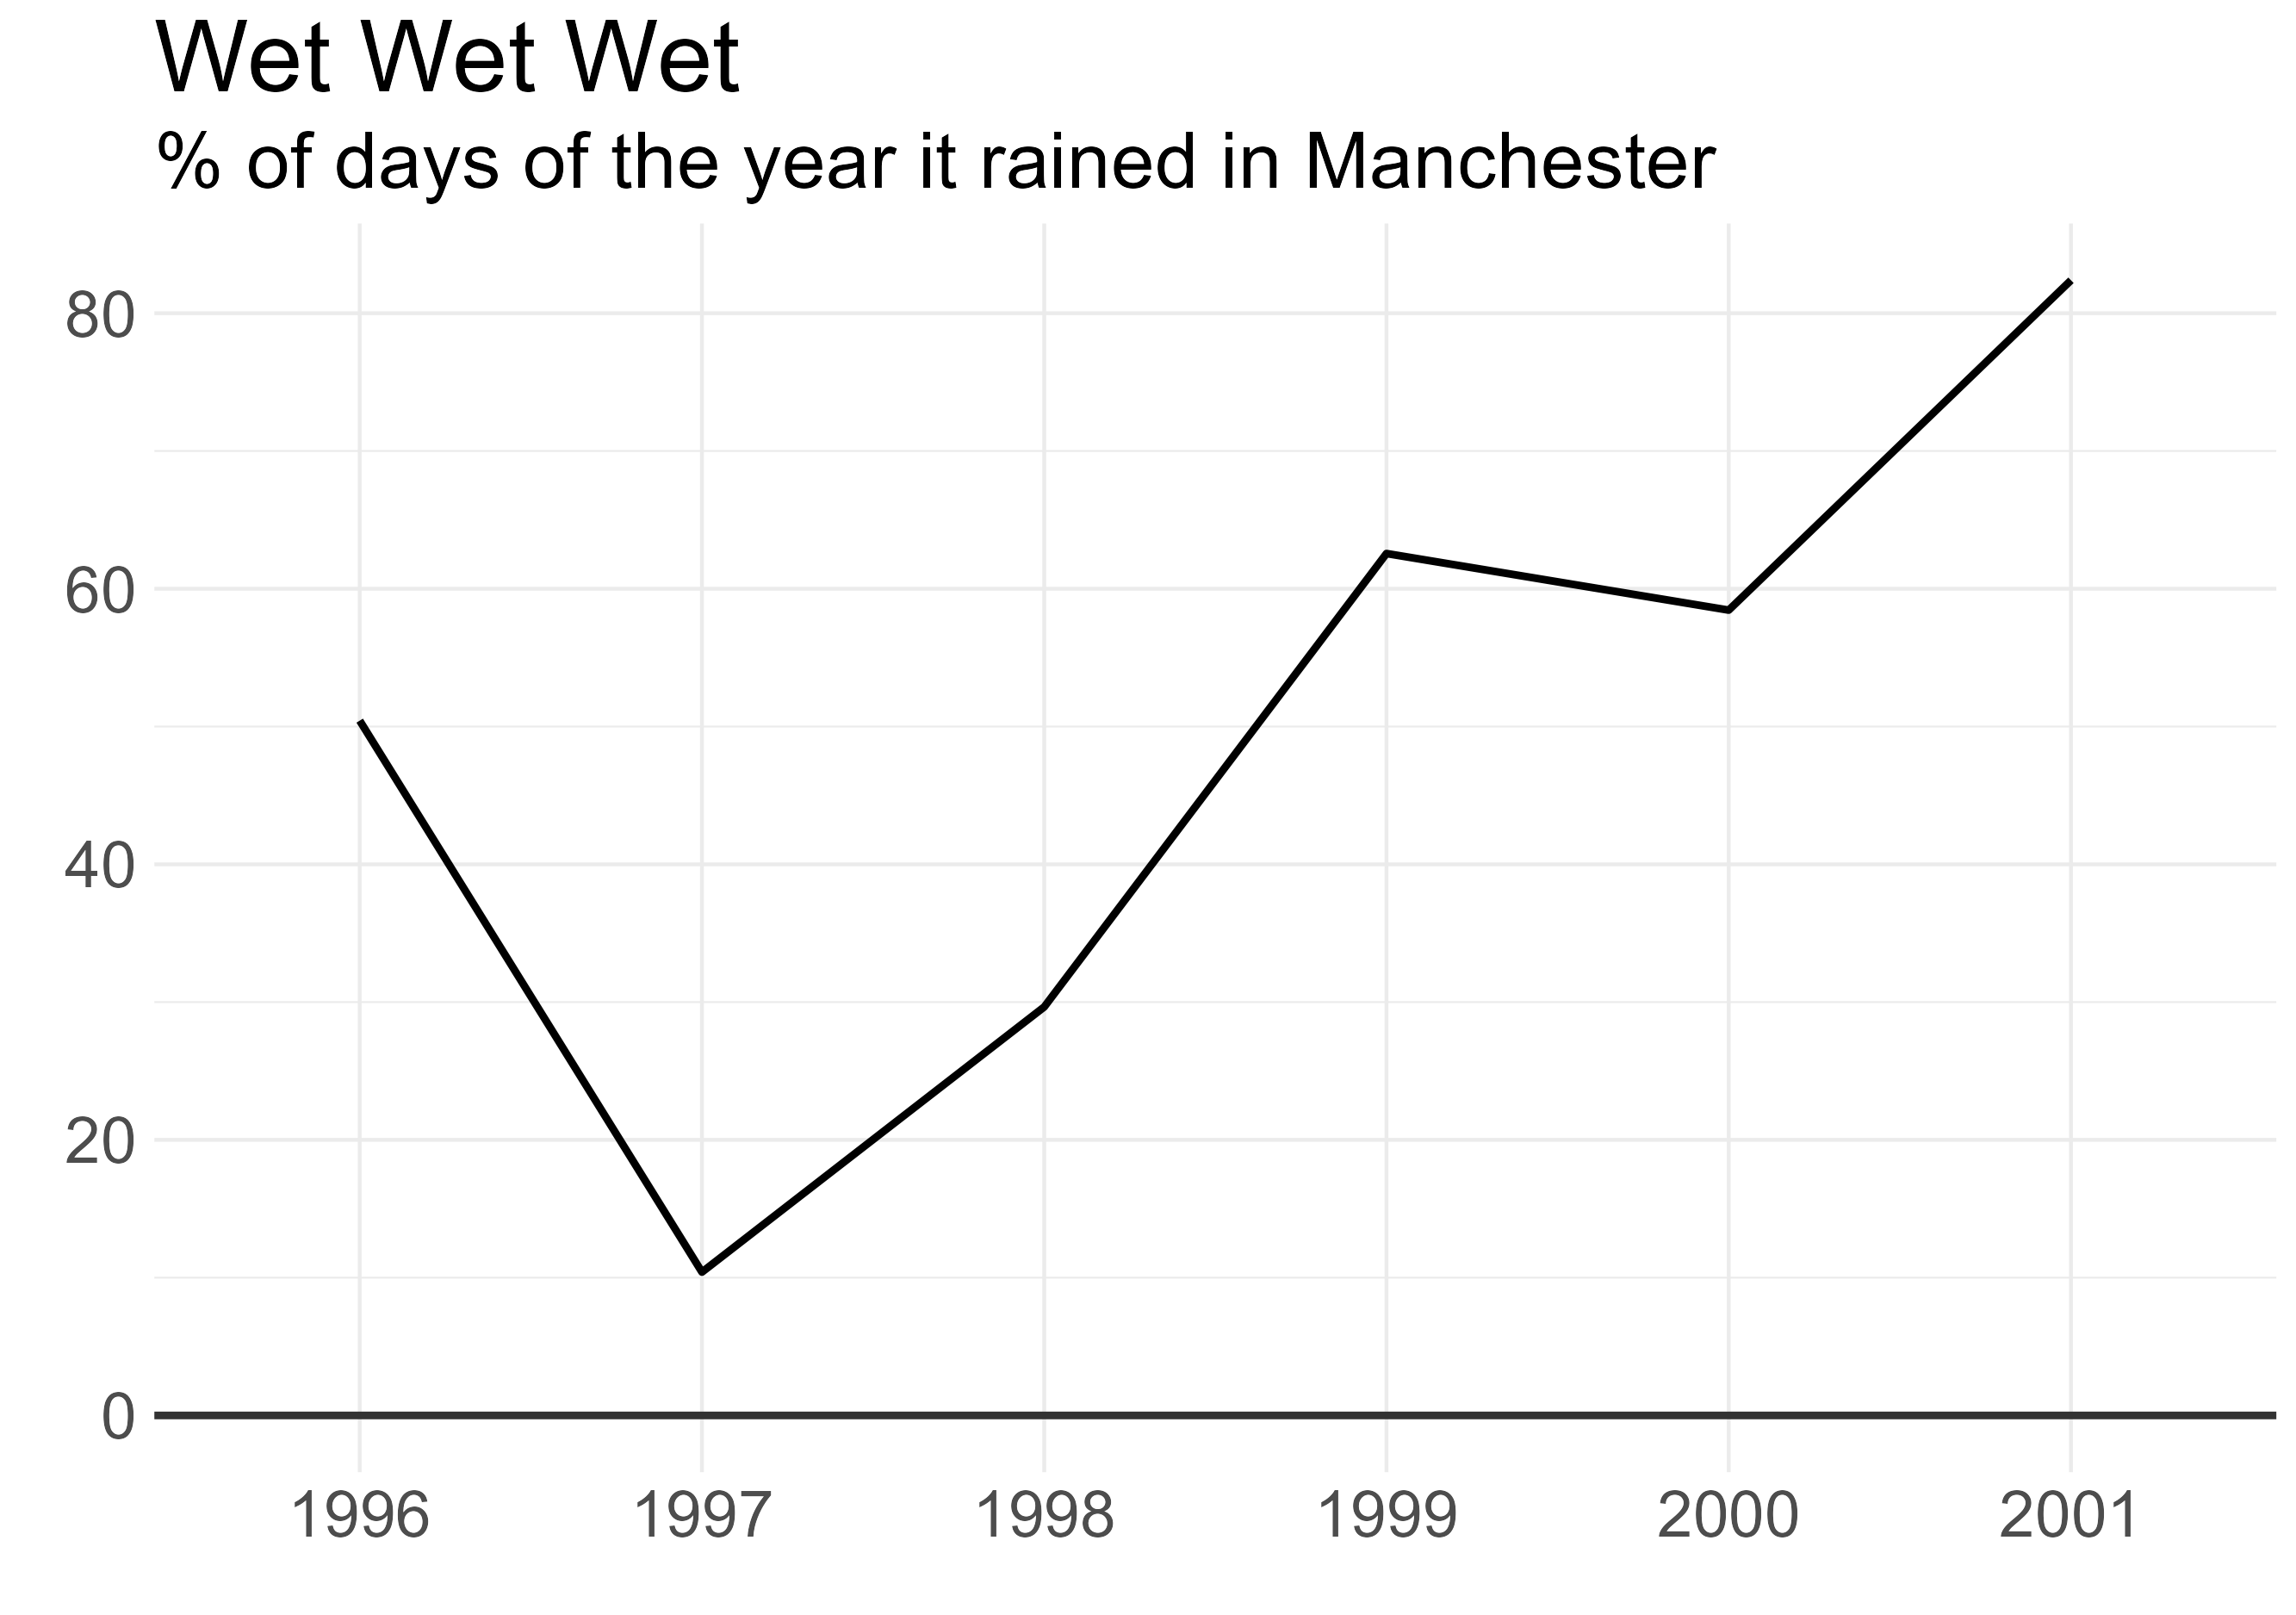 Wet Wet Wet
% of days of the year it rained in Manchester
80
60
40
20
0
1996 1997 1998 1999 2000 2001